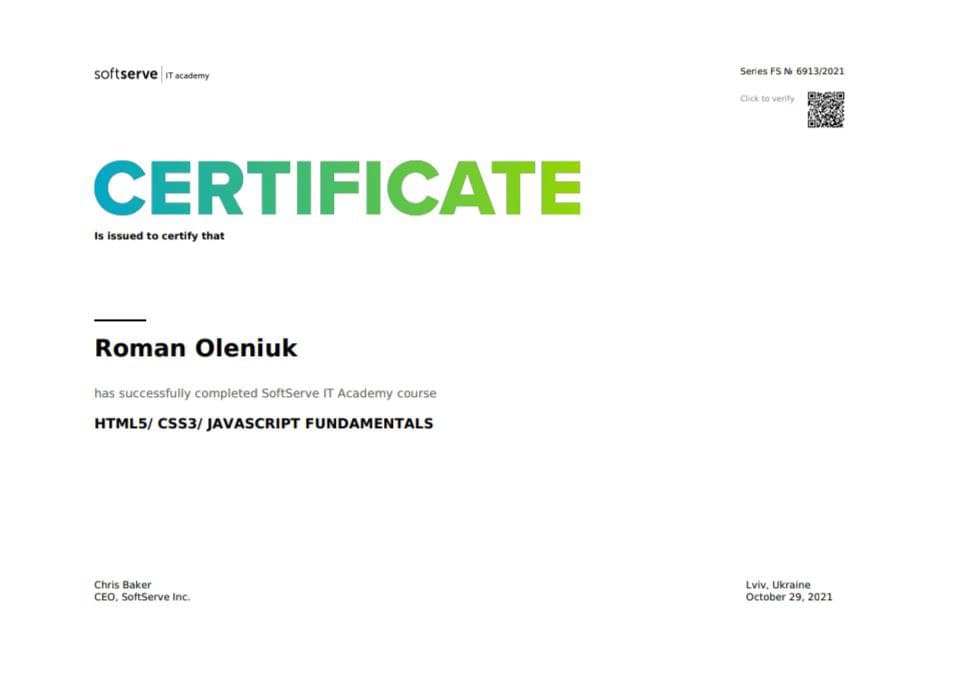 softserve | IT academy
Series FS № 6913/2021
Click to verify
CERTIFICATE
Is issued to certify that
Roman Oleniuk
has successfully completed SoftServe IT Academy course
HTML5/ CSS3/ JAVASCRIPT FUNDAMENTALS
Chris Baker
CEO, SoftServe Inc.
Lviv, Ukraine
October 29, 2021